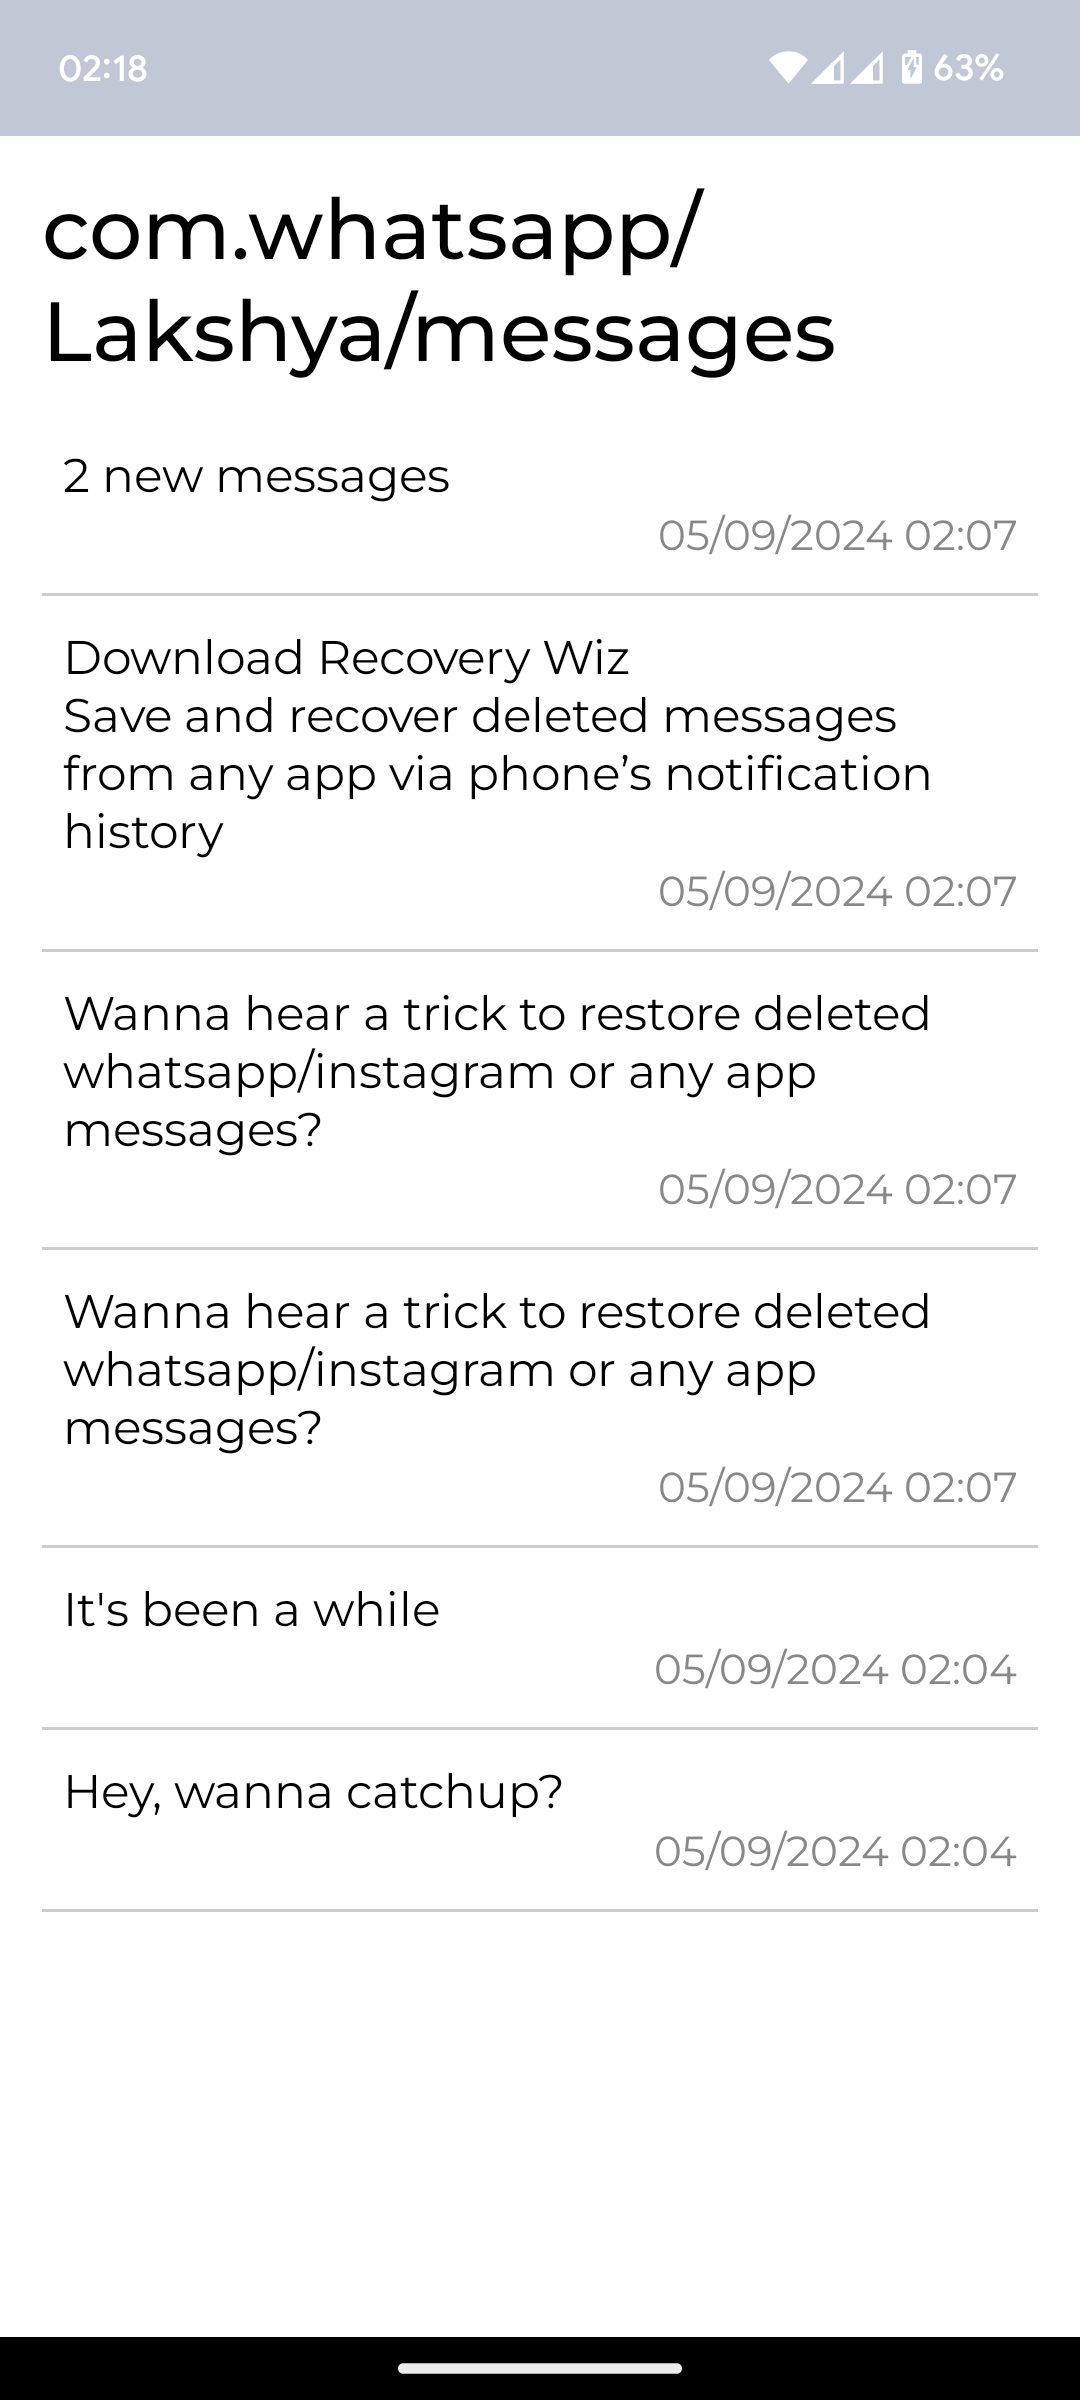 02:18
63%
com.whatsapp/
Lakshya/messages
2 new messages
05/09/2024 02:07
Download Recovery Wiz
Save and recover deleted messages
from any app via phone’s notification
history
05/09/2024 02:07
Wanna hear a trick to restore deleted
whatsapp/instagram or any app
messages?
05/09/2024 02:07
Wanna hear a trick to restore deleted
whatsapp/instagram or any app
messages?
05/09/2024 02:07
It's been a while
05/09/2024 02:04
Hey, wanna catchup?
05/09/2024 02:04